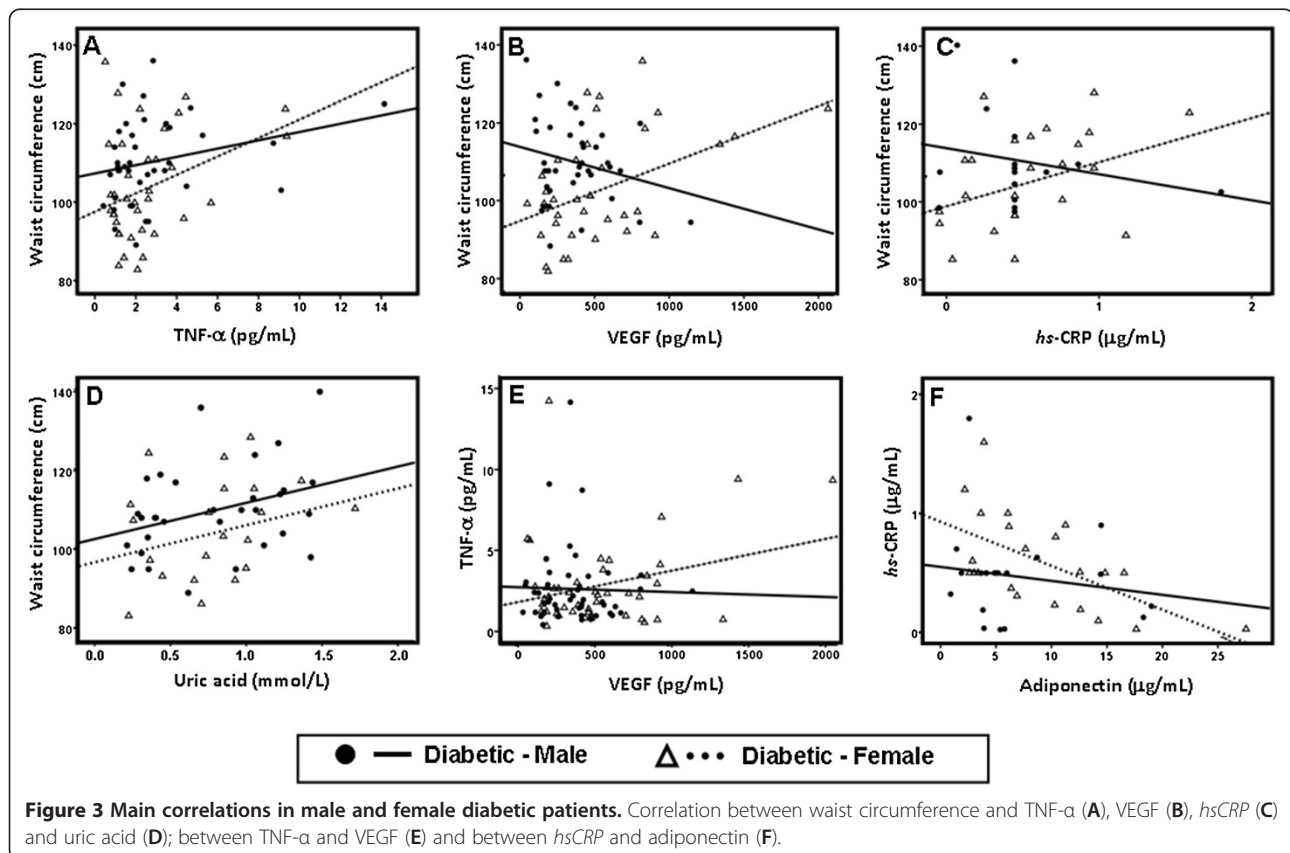 A
Waist circumference (cm)
140
120
100
80
0 2 4 6 8 10 12 14
TNF-α (pg/mL)
B
Waist circumference (cm)
140
120
100
80
0 500 1000 1500 2000
VEGF (pg/mL)
C
Waist circumference (cm)
140
120
100
80
0 1 2
hs-CRP (µg/mL)
D
Waist circumference (cm)
140
120
100
80
0.0 0.5 1.0 1.5 2.0
Uric acid (mmol/L)
E
TNF-α (pg/mL)
15
10
5
0
0 500 1000 1500 2000
VEGF (pg/mL)
F
hs-CRP (µg/mL)
2
1
0
0 5 10 15 20 25
Adiponectin (µg/mL)
Diabetic - Male Diabetic - Female
Figure 3 Main correlations in male and female diabetic patients. Correlation between waist circumference and TNF-α (A), VEGF (B), hsCRP (C)
and uric acid (D); between TNF-α and VEGF (E) and between hsCRP and adiponectin (F).